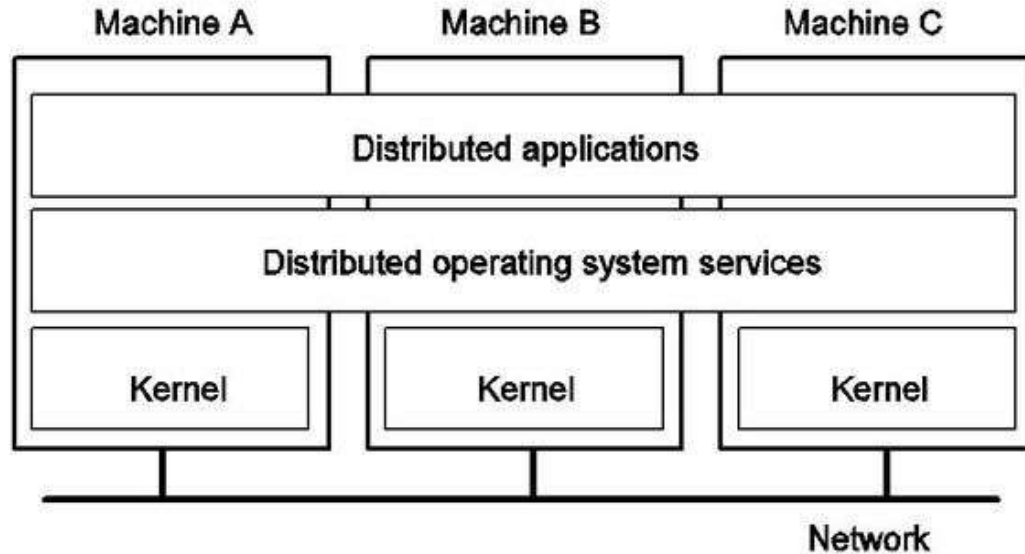 Machine A
Machine B
Machine C
Distributed applications
Distributed operating system services
Kernel
Kernel
Kernel
Network